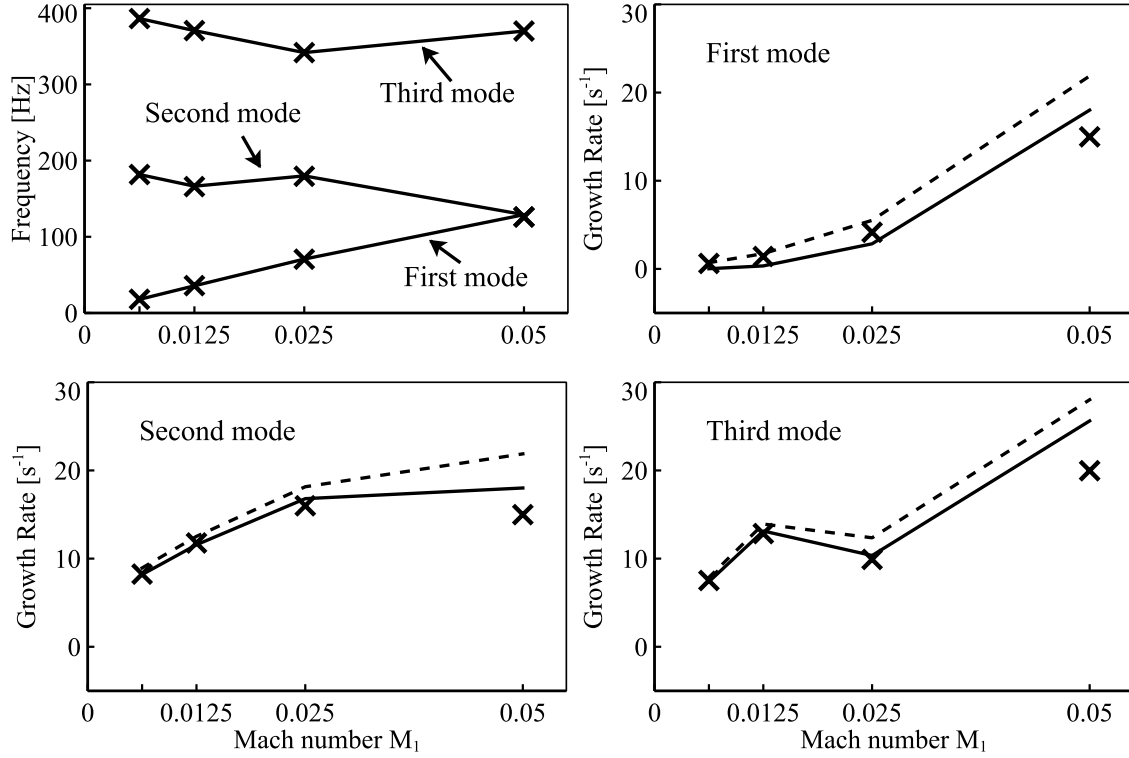 400
300
200
100
0
Frequency [Hz]
Third mode
Second mode
First mode
0
0.0125
0.025
0.05
30
20
10
0
Growth Rate [s⁻¹]
First mode
0
0.0125
0.025
0.05
30
20
10
0
Growth Rate [s⁻¹]
Second mode
0
0.0125
0.025
0.05
Mach number M₁
30
20
10
0
Growth Rate [s⁻¹]
Third mode
0
0.0125
0.025
0.05
Mach number M₁